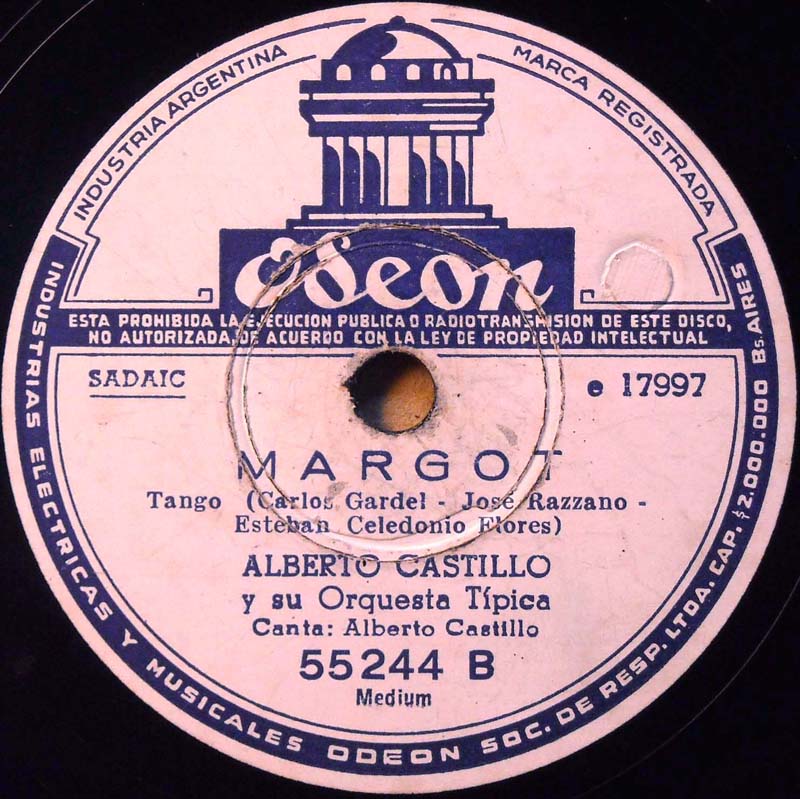 INDUSTRIA ARGENTINA
MARCA REGISTRADA
Odeon
ESTA PROHIBIDA LA EJECUCION PUBLICA O RADIOTRANSMISION DE ESTE DISCO,
NO AUTORIZADA, DE ACUERDO CON LA LEY DE PROPIEDAD INTELECTUAL
SADAIC
e 17997
MARGOT
Tango (Carlos Gardel - José Razzano -
Esteban Celedonio Flores)
ALBERTO CASTILLO
y su Orquesta Típica
Canta: Alberto Castillo
55244 B
Medium
INDUSTRIAS ELECTRICAS Y MUSICALES ODEON SOC. DE RESP. LTDA. CAP. $2.000.000 Bs. AIRES